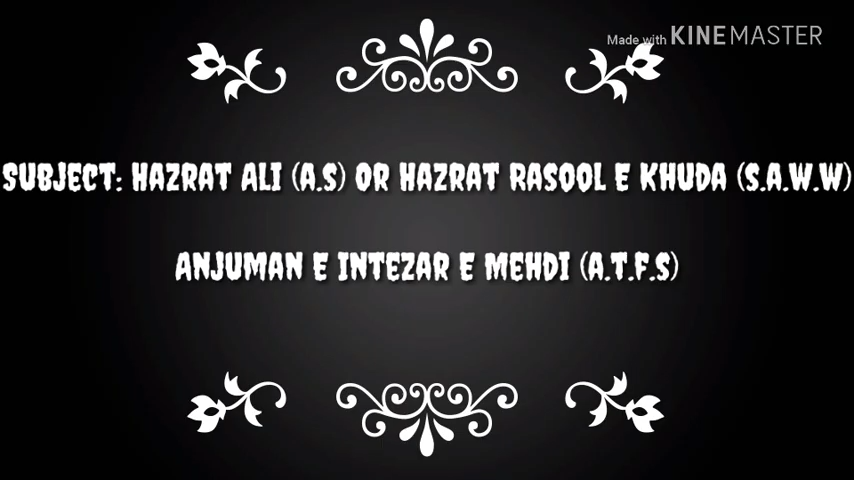 Made with KINEMASTER
SUBJECT: HAZRAT ALI (A.S) OR HAZRAT RASOOL E KHUDA (S.A.W.W)
ANJUMAN E INTEZAR E MEHDI (A.T.F.S)